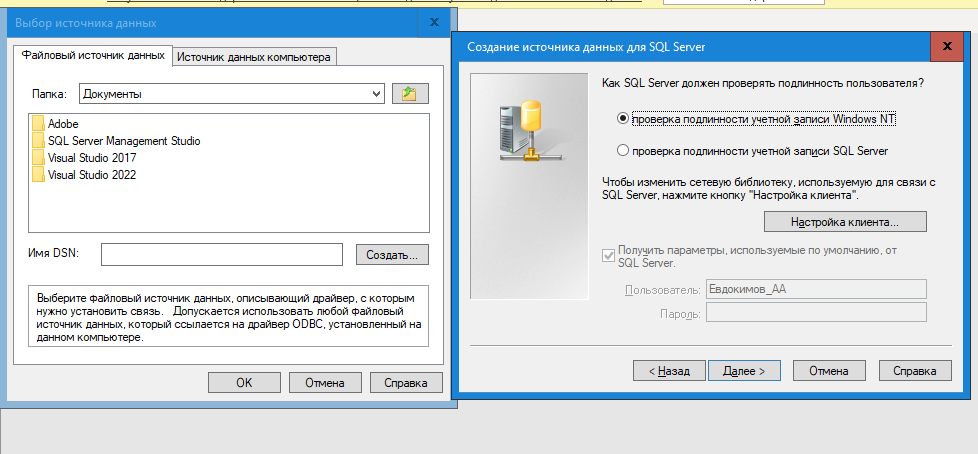 Выбор источника данных
x
Файловый источник данных
Источник данных компьютера
Папка:
Документы
Adobe
SQL Server Management Studio
Visual Studio 2017
Visual Studio 2022
Имя DSN:
Создать...
Выберите файловый источник данных, описывающий драйвер, с которым
нужно установить связь. Допускается использовать любой файловый
источник данных, который ссылается на драйвер ODBC, установленный на
данном компьютере.
OK
Отмена
Справка
Создание источника данных для SQL Server
x
Как SQL Server должен проверять подлинность пользователя?
проверка подлинности учетной записи Windows NT
проверка подлинности учетной записи SQL Server
Чтобы изменить сетевую библиотеку, используемую для связи с
SQL Server, нажмите кнопку "Настройка клиента".
Настройка клиента...
Получить параметры, используемые по умолчанию, от
SQL Server.
Пользователь:
Евдокимов_АА
Пароль:
< Назад
Далее >
Отмена
Справка